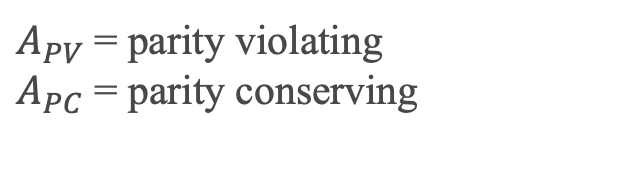 A_PV = parity violating
A_PC = parity conserving